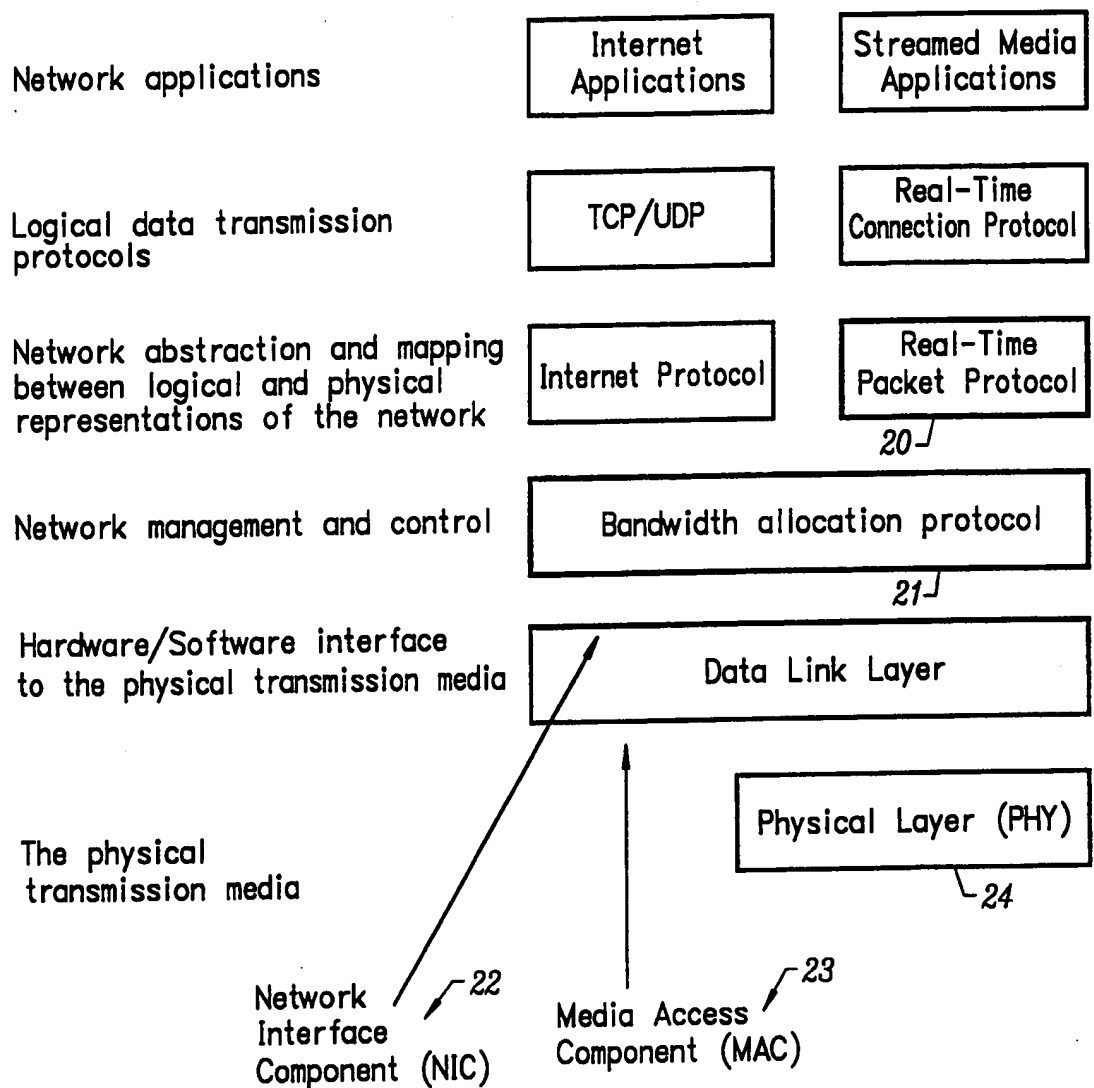 Network applications
Internet
Applications
Streamed Media
Applications
Logical data transmission
protocols
TCP/UDP
Real-Time
Connection Protocol
Network abstraction and mapping
between logical and physical
representations of the network
Internet Protocol
Real-Time
Packet Protocol
20
Network management and control
Bandwidth allocation protocol
21
Hardware/Software interface
to the physical transmission media
Data Link Layer
The physical
transmission media
Physical Layer (PHY)
24
Network
Interface
Component (NIC)
22
Media Access
Component (MAC)
23